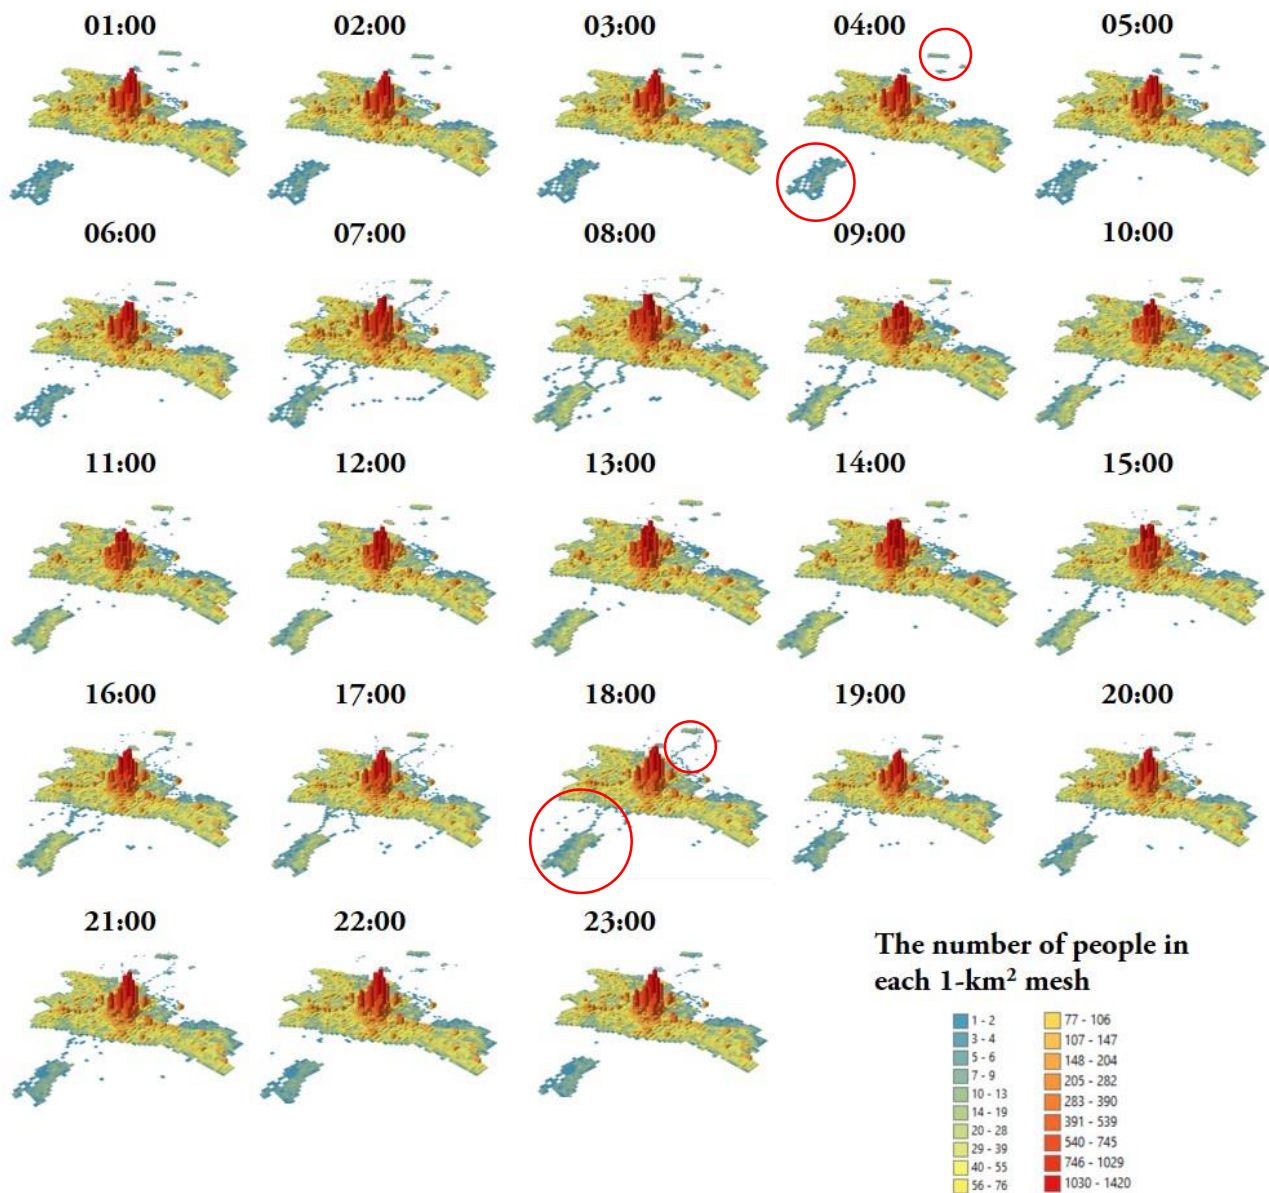 01:00 02:00 03:00 04:00 05:00
06:00 07:00 08:00 09:00 10:00
11:00 12:00 13:00 14:00 15:00
16:00 17:00 18:00 19:00 20:00
21:00 22:00 23:00
The number of people in
each 1-km² mesh
1 - 2
3 - 4
5 - 6
7 - 9
10 - 13
14 - 19
20 - 28
29 - 39
40 - 55
56 - 76
77 - 106
107 - 147
148 - 204
205 - 282
283 - 390
391 - 539
540 - 745
746 - 1029
1030 - 1420